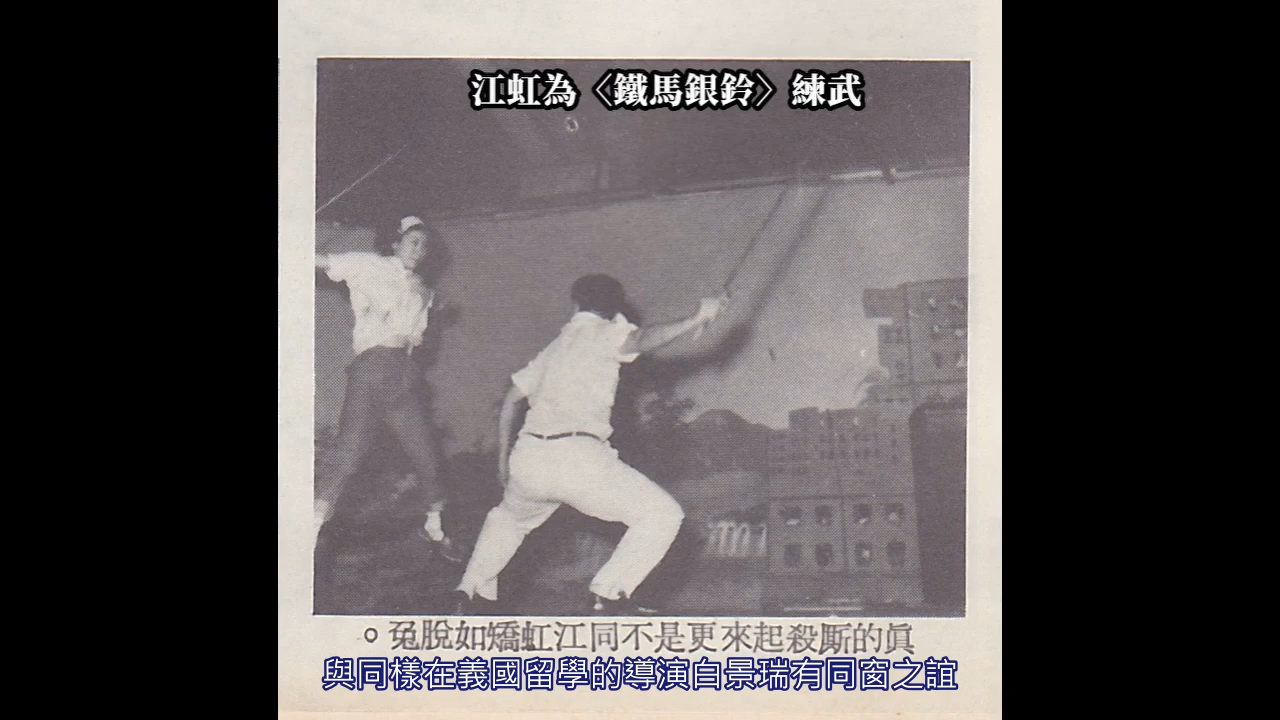 江虹為〈鐵馬銀鈴〉練武
眞的厮殺起來更是不同江虹矯如脫兔。
與同樣在義國留學的導演白景瑞有同窗之誼